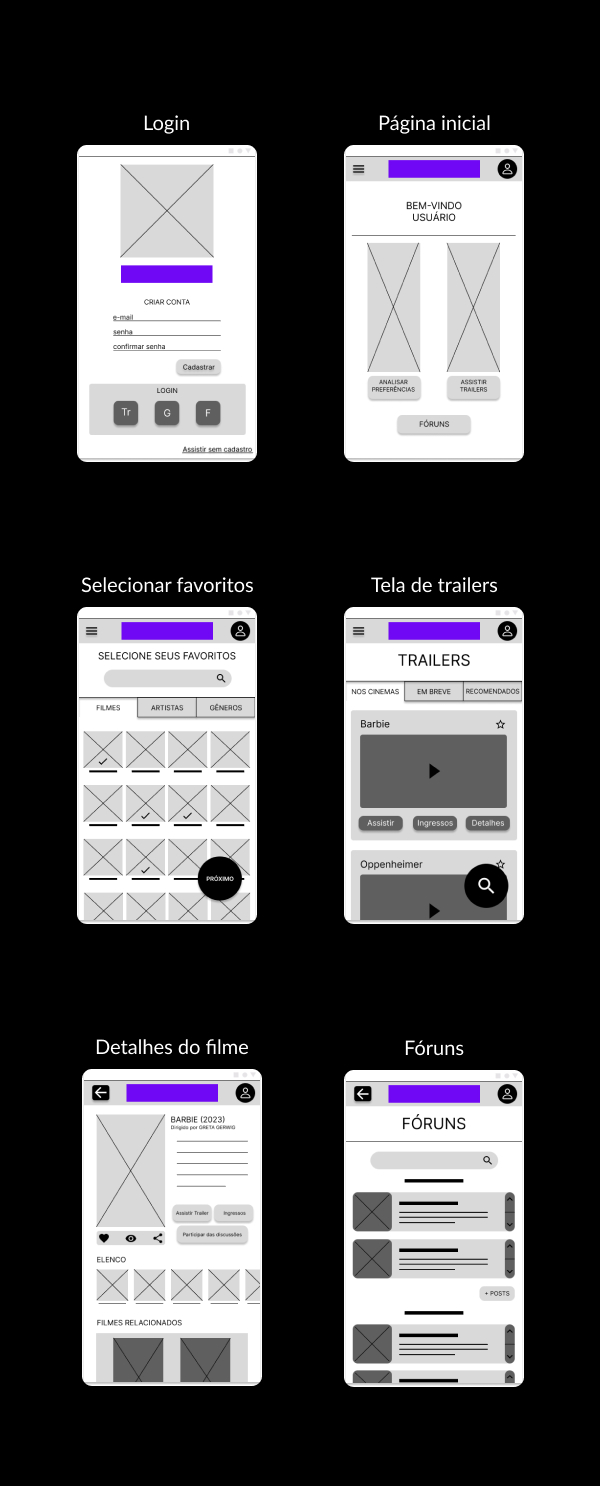 Login
CRIAR CONTA
e-mail
senha
confirmar senha
Cadastrar
LOGIN
Tr
G
F
Assistir sem cadastro
Página inicial
BEM-VINDO
USUÁRIO
ANALISAR
PREFERÊNCIAS
ASSISTIR
TRAILERS
FÓRUNS
Selecionar favoritos
SELECIONE SEUS FAVORITOS
FILMES
ARTISTAS
GÊNEROS
PRÓXIMO
Tela de trailers
TRAILERS
NOS CINEMAS
EM BREVE
RECOMENDADOS
Barbie
Assistir
Ingressos
Detalhes
Oppenheimer
Detalhes do filme
BARBIE (2023)
Dirigido por GRETA GERWIG
Assistir Trailer
Ingressos
Participar das discussões
ELENCO
FILMES RELACIONADOS
Fóruns
FÓRUNS
+ POSTS